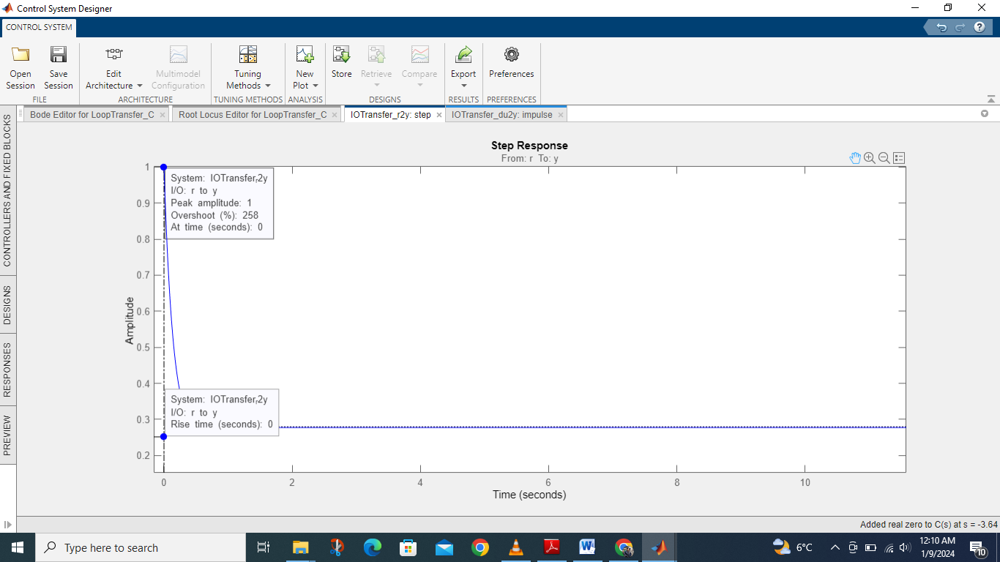 Control System Designer
CONTROL SYSTEM
Open Session
Save Session
Edit Architecture
Multimodel Configuration
Tuning Methods
New Plot
Store
Retrieve
Compare
Export
Preferences
FILE
ARCHITECTURE
TUNING METHODS
ANALYSIS
DESIGNS
RESULTS
PREFERENCES
Bode Editor for LoopTransfer_C
Root Locus Editor for LoopTransfer_C
IOTransfer_r2y: step
IOTransfer_du2y: impulse
CONTROLLERS AND FIXED BLOCKS
DESIGNS
RESPONSES
PREVIEW
Step Response
From: r To: y
Amplitude
1
0.9
0.8
0.7
0.6
0.5
0.4
0.3
0.2
System: IOTransfer,2y
I/O: r to y
Peak amplitude: 1
Overshoot (%): 258
At time (seconds): 0
System: IOTransfer,2y
I/O: r to y
Rise time (seconds): 0
0 2 4 6 8 10
Time (seconds)
Added real zero to C(s) at s = -3.64
Type here to search
6°C
12:10 AM
1/9/2024
10